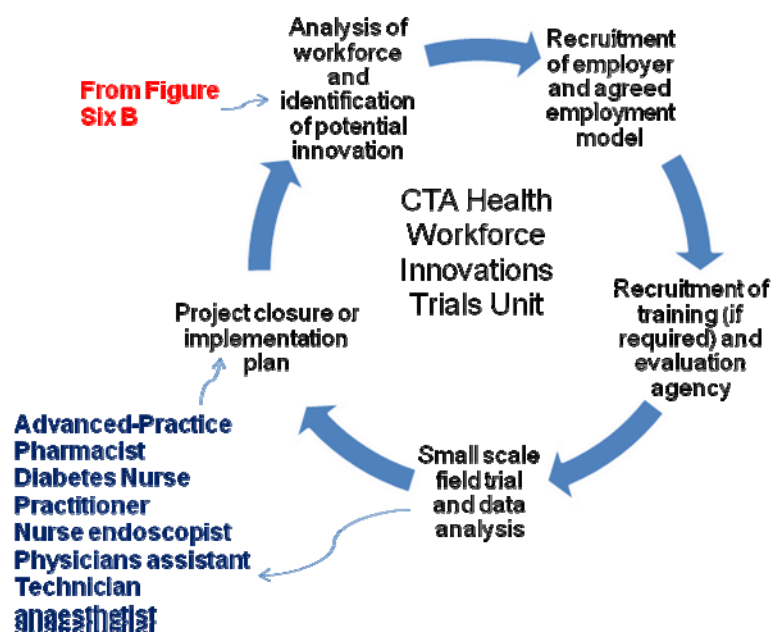 Analysis of
workforce
and
identification
of potential
innovation
Recruitment
of employer
and agreed
employment
model
From Figure
Six B
CTA Health
Workforce
Innovations
Trials Unit
Recruitment of
training (if
required) and
evaluation
agency
Project closure or
implementation
plan
Small scale
field trial
and data
analysis
Advanced-Practice
Pharmacist
Diabetes Nurse
Practitioner
Nurse endoscopist
Physicians assistant
Technician
anaesthetist